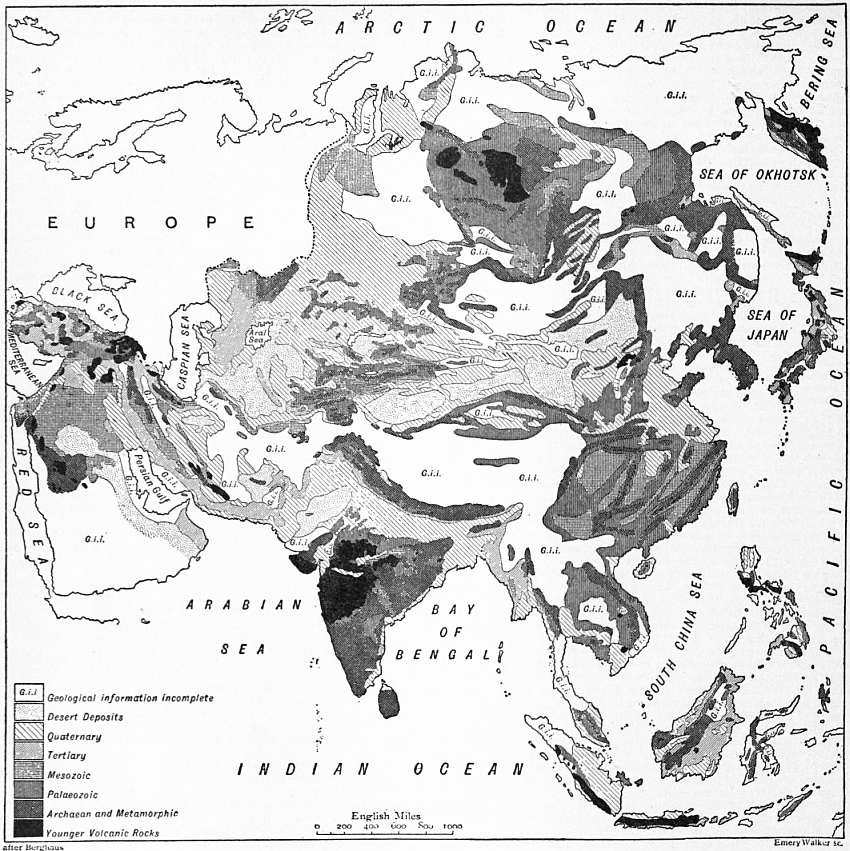 ARCTIC OCEAN
BERING SEA
G.i.i.
G.i.i.
G.i.i.
G.i.i.
G.i.i.
G.i.i.
SEA OF OKHOTSK
EUROPE
G.i.i.
G.i.i.
G.i.i.
G.i.i.
G.i.i.
BLACK SEA
CASPIAN SEA
Aral
Sea
G.i.i.
G.i.i.
G.i.i.
SEA OF
JAPAN
MEDITERRANEAN
SEA
G.i.i.
G.i.i.
G.i.i.
G.i.i.
PACIFIC OCEAN
RED SEA
Persian Gulf
G.i.i.
G.i.i.
G.i.i.
G.i.i.
G.i.i.
G.i.i.
G.i.i.
G.i.i.
ARABIAN
SEA
BAY
OF
BENGAL
G.i.i.
SOUTH CHINA SEA
G.i.i.
G.i.i.
INDIAN OCEAN
G.i.i Geological information incomplete
Desert Deposits
Quaternary
Tertiary
Mesozoic
Palaeozoic
Archaean and Metamorphic
Younger Volcanic Rocks
English Miles
0 200 400 600 800 1000
after Berghaus
Emery Walker sc.